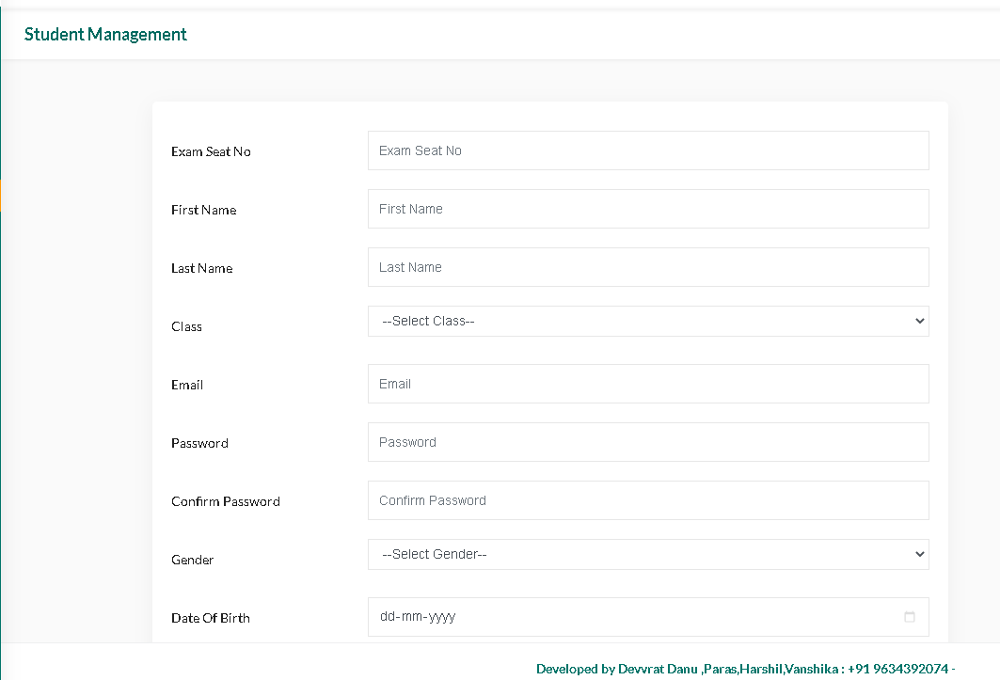 Student Management
Exam Seat No Exam Seat No
First Name First Name
Last Name Last Name
Class --Select Class--
Email Email
Password Password
Confirm Password Confirm Password
Gender --Select Gender--
Date Of Birth dd-mm-yyyy
Developed by Devvrat Danu ,Paras,Harshil,Vanshika : +91 9634392074 -